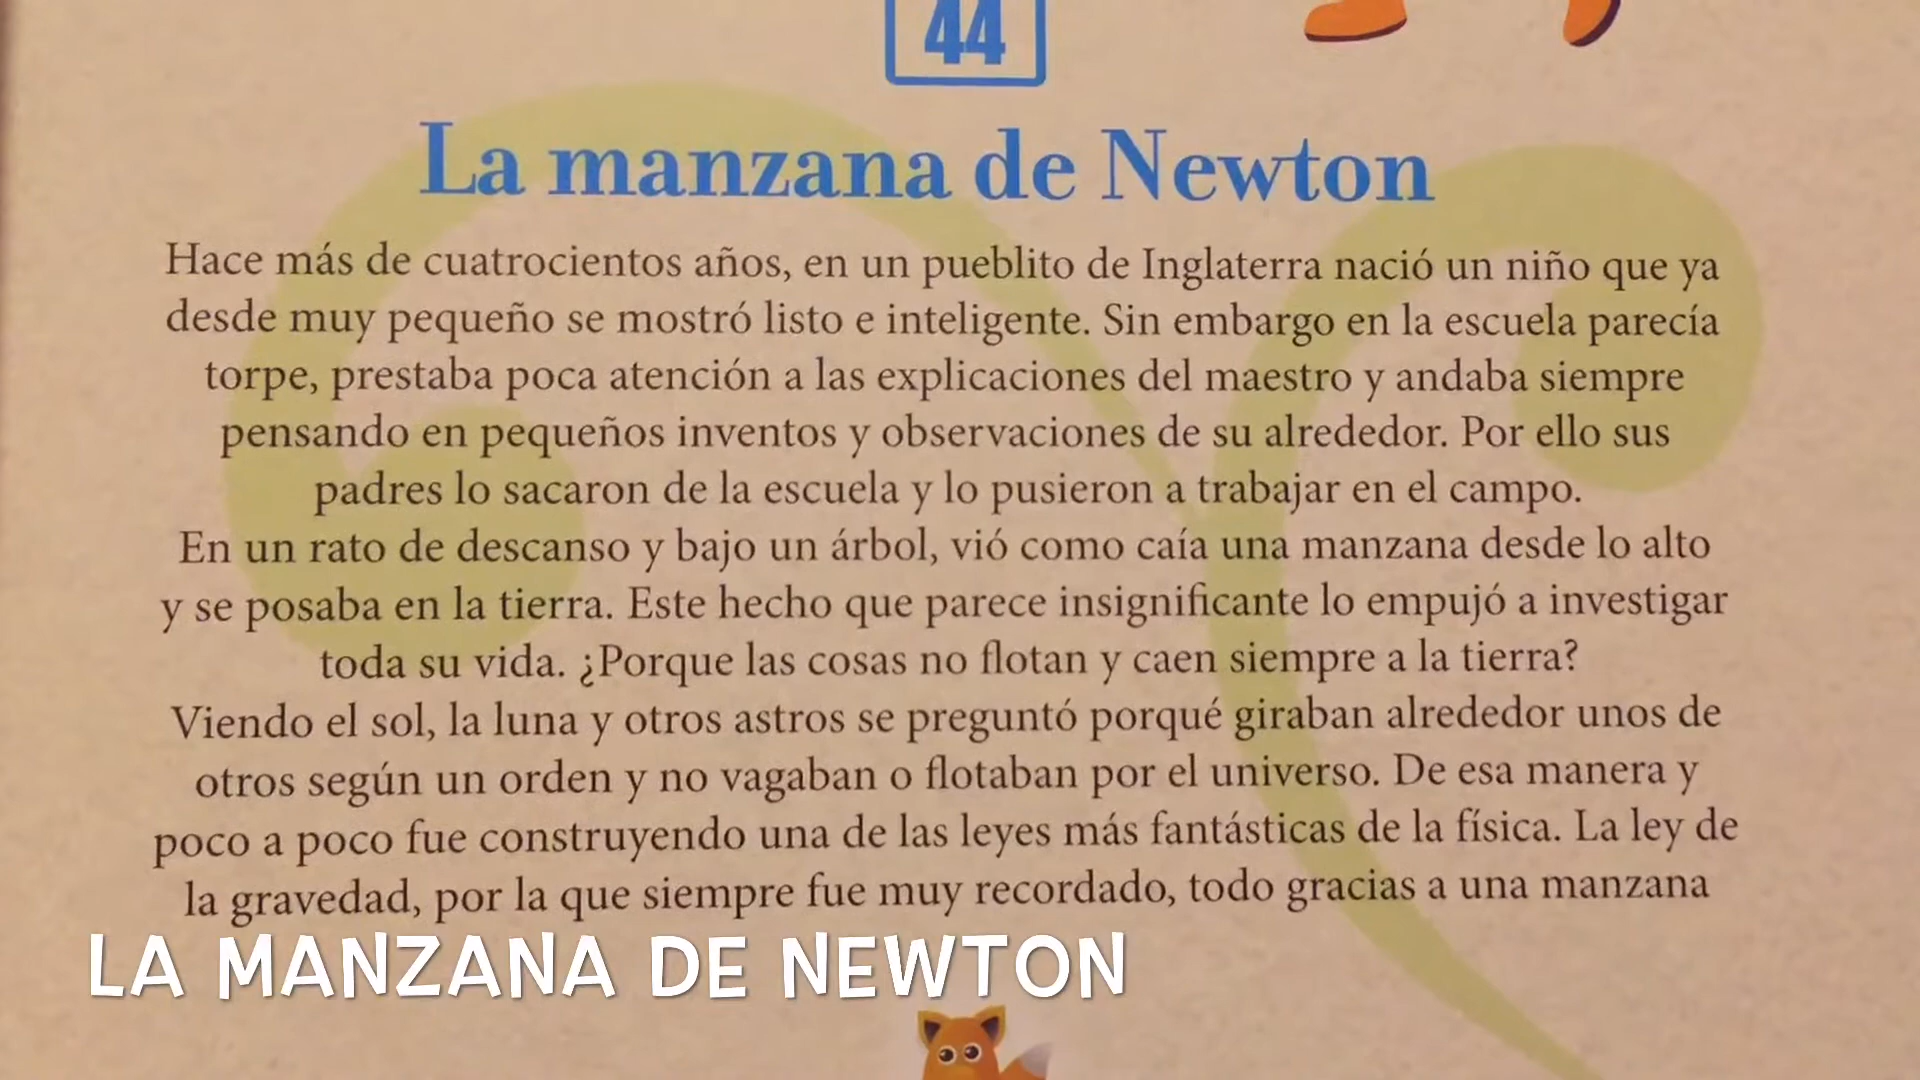 44
La manzana de Newton
Hace más de cuatrocientos años, en un pueblito de Inglaterra nació un niño que ya
desde muy pequeño se mostró listo e inteligente. Sin embargo en la escuela parecía
torpe, prestaba poca atención a las explicaciones del maestro y andaba siempre
pensando en pequeños inventos y observaciones de su alrededor. Por ello sus
padres lo sacaron de la escuela y lo pusieron a trabajar en el campo.
En un rato de descanso y bajo un árbol, vió como caía una manzana desde lo alto
y se posaba en la tierra. Este hecho que parece insignificante lo empujó a investigar
toda su vida. ¿Porque las cosas no flotan y caen siempre a la tierra?
Viendo el sol, la luna y otros astros se preguntó porqué giraban alrededor unos de
otros según un orden y no vagaban o flotaban por el universo. De esa manera y
poco a poco fue construyendo una de las leyes más fantásticas de la física. La ley de
la gravedad, por la que siempre fue muy recordado, todo gracias a una manzana
LA MANZANA DE NEWTON